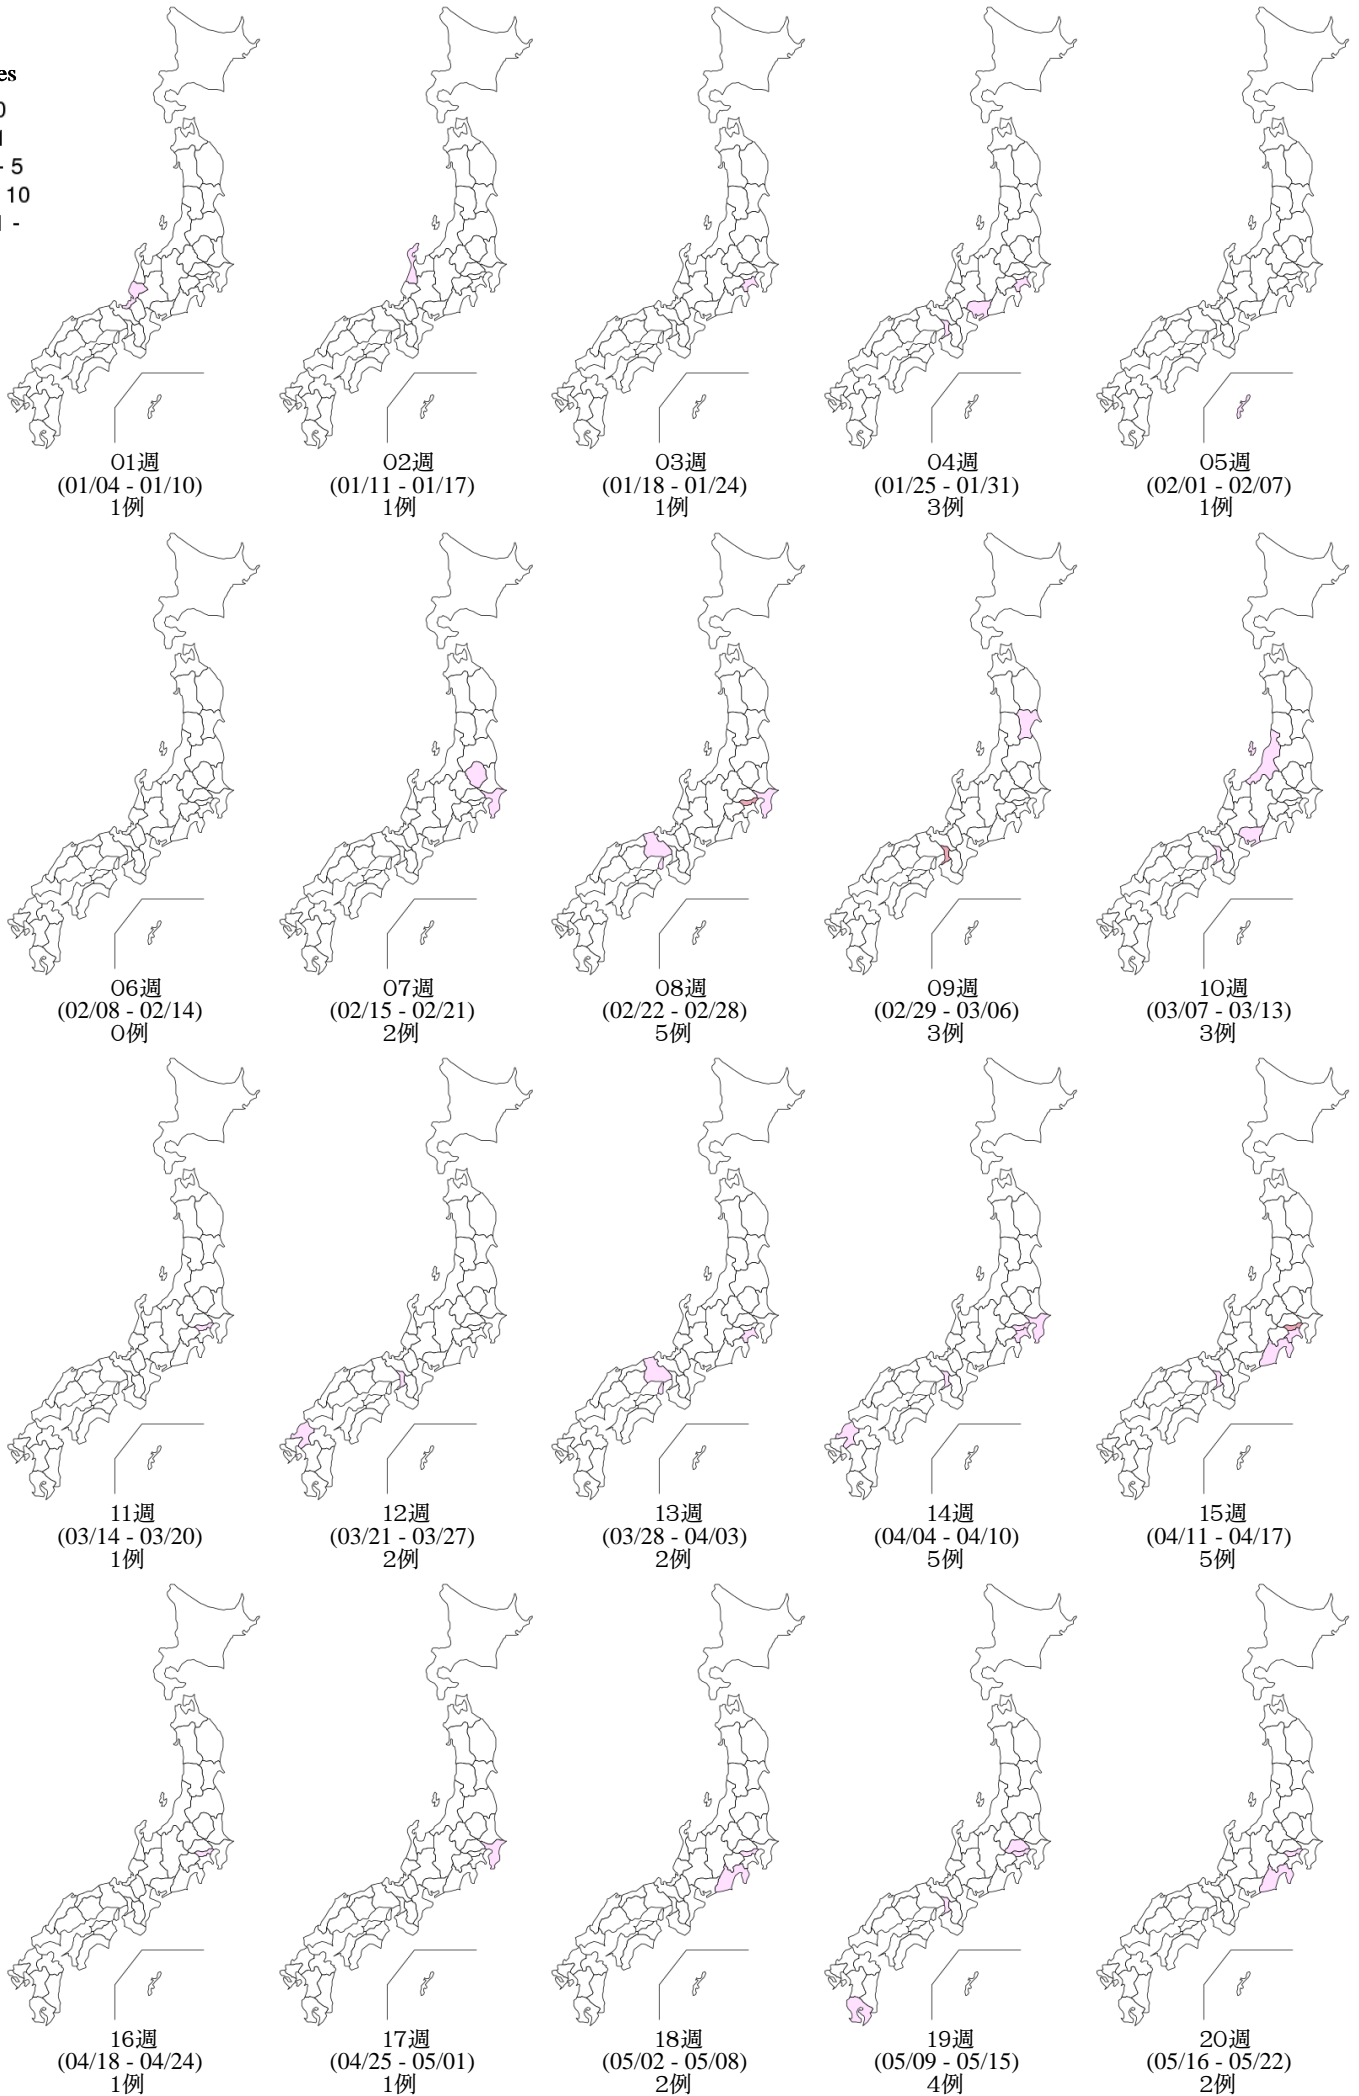 es
0
1
- 5
10
1 -
01週
(01/04 - 01/10)
1例
02週
(01/11 - 01/17)
1例
03週
(01/18 - 01/24)
1例
04週
(01/25 - 01/31)
3例
05週
(02/01 - 02/07)
1例
06週
(02/08 - 02/14)
0例
07週
(02/15 - 02/21)
2例
08週
(02/22 - 02/28)
5例
09週
(02/29 - 03/06)
3例
10週
(03/07 - 03/13)
3例
11週
(03/14 - 03/20)
1例
12週
(03/21 - 03/27)
2例
13週
(03/28 - 04/03)
2例
14週
(04/04 - 04/10)
5例
15週
(04/11 - 04/17)
5例
16週
(04/18 - 04/24)
1例
17週
(04/25 - 05/01)
1例
18週
(05/02 - 05/08)
2例
19週
(05/09 - 05/15)
4例
20週
(05/16 - 05/22)
2例